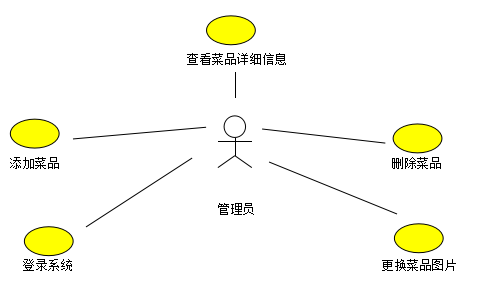 查看菜品详细信息
添加菜品
删除菜品
管理员
登录系统
更换菜品图片